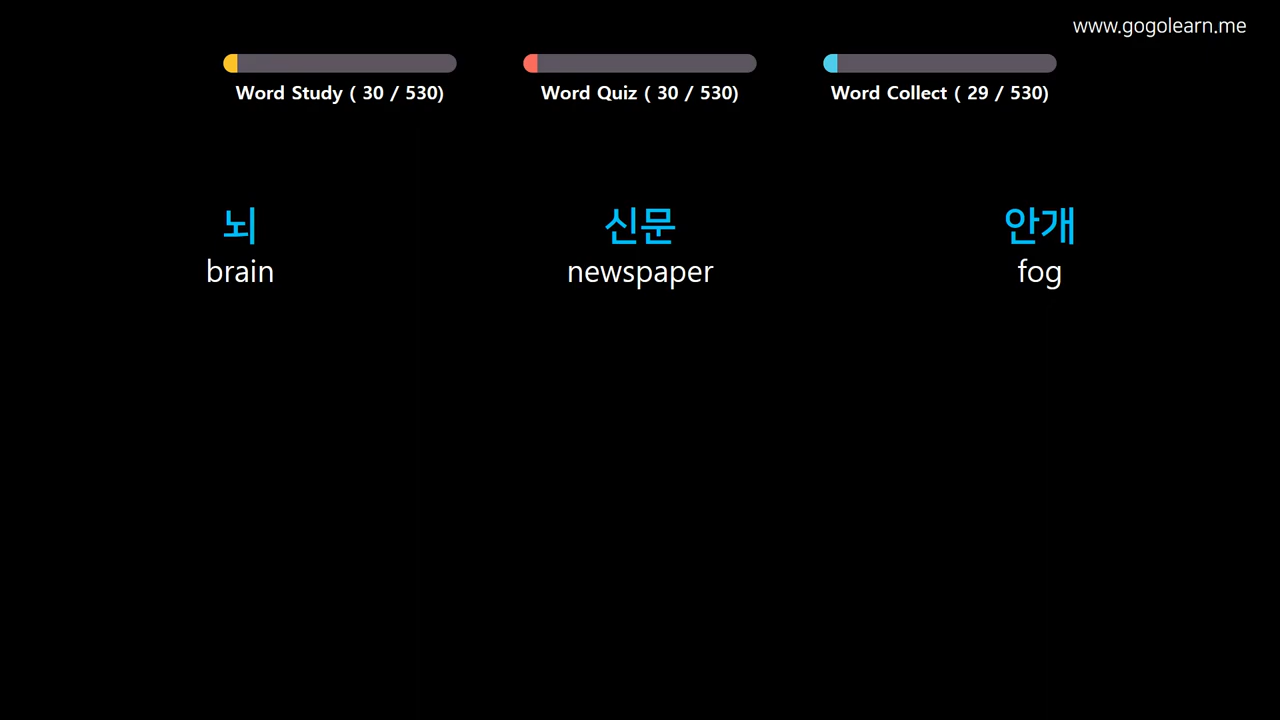 www.gogolearn.me
Word Study ( 30 / 530)
Word Quiz ( 30 / 530)
Word Collect ( 29 / 530)
뇌
brain
신문
newspaper
안개
fog